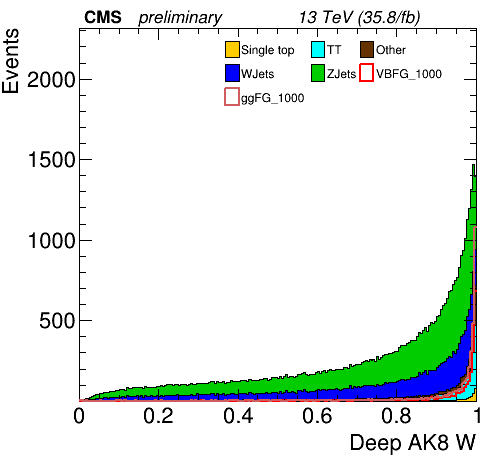 CMS preliminary 13 TeV (35.8/fb)
Events
Single top TT Other
WJets ZJets VBFG_1000
ggFG_1000
2000
1500
1000
500
0 0.2 0.4 0.6 0.8 1
Deep AK8 W